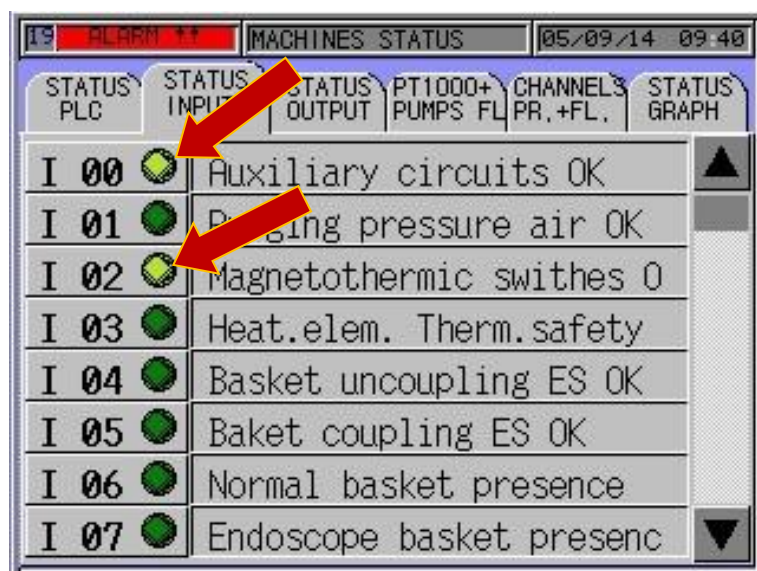 19 ALARM ↑↑ MACHINES STATUS 05/09/14 09:40
STATUS PLC
STATUS INPUT
STATUS OUTPUT
PT1000+ PUMPS FL
CHANNELS PR.+FL.
STATUS GRAPH
I 00 Auxiliary circuits OK
I 01 Purging pressure air OK
I 02 Magnetothermic swithes O
I 03 Heat.elem. Therm.safety
I 04 Basket uncoupling ES OK
I 05 Baket coupling ES OK
I 06 Normal basket presence
I 07 Endoscope basket presenc